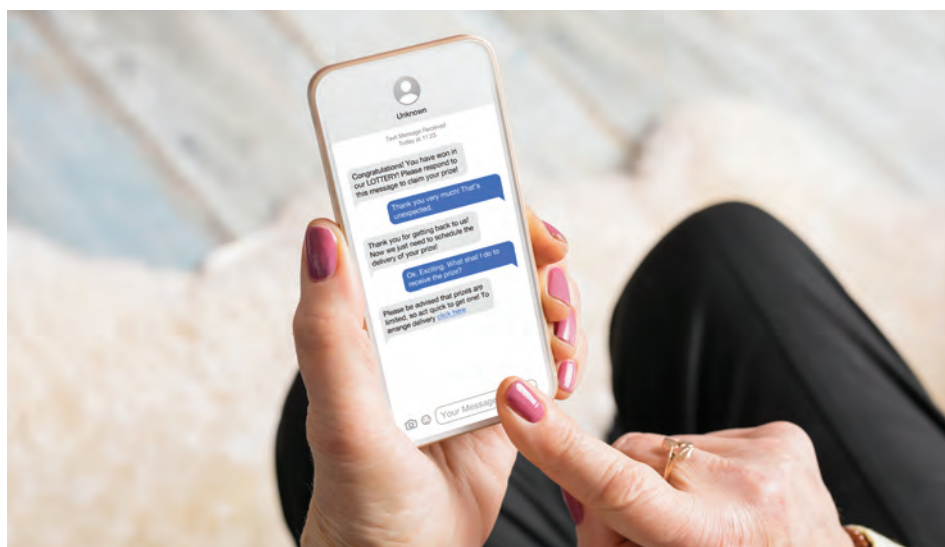 Unknown
Text Message Received
Today at 11:23
Congratulations! You have won in
our LOTTERY! Please respond to
this message to claim your prize!
Thank you very much! That's
unexpected.
Thank you for getting back to us!
Now we just need to schedule the
delivery of your prize!
Ok. Exciting. What shall I do to
receive the prize?
Please be advised that prizes are
limited, so act quick to get one! To
arrange delivery click here
Your Message